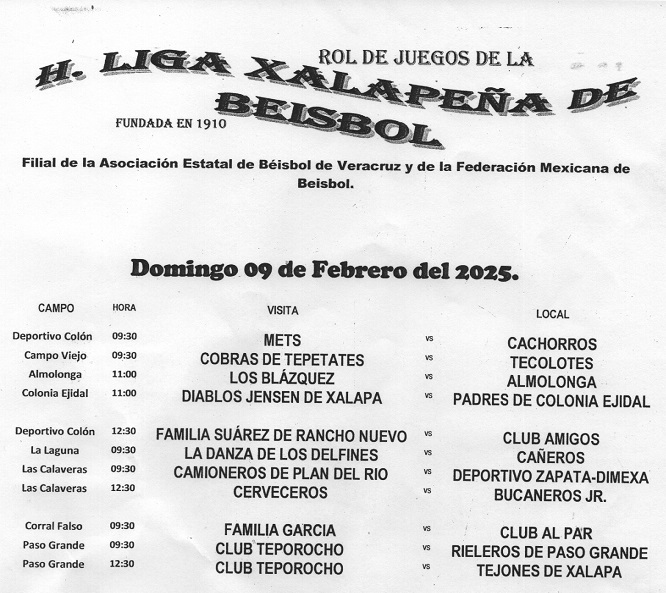 ROL DE JUEGOS DE LA
H. LIGA XALAPEÑA DE
BEISBOL
FUNDADA EN 1910
Filial de la Asociación Estatal de Béisbol de Veracruz y de la Federación Mexicana de
Beisbol.
Domingo 09 de Febrero del 2025.
CAMPO HORA VISITA LOCAL
Deportivo Colón 09:30 METS vs CACHORROS
Campo Viejo 09:30 COBRAS DE TEPETATES vs TECOLOTES
Almolonga 11:00 LOS BLÁZQUEZ vs ALMOLONGA
Colonia Ejidal 11:00 DIABLOS JENSEN DE XALAPA vs PADRES DE COLONIA EJIDAL
Deportivo Colón 12:30 FAMILIA SUÁREZ DE RANCHO NUEVO vs CLUB AMIGOS
La Laguna 09:30 LA DANZA DE LOS DELFINES vs CAÑEROS
Las Calaveras 09:30 CAMIONEROS DE PLAN DEL RIO vs DEPORTIVO ZAPATA-DIMEXA
Las Calaveras 12:30 CERVECEROS vs BUCANEROS JR.
Corral Falso 09:30 FAMILIA GARCIA vs CLUB AL PAR
Paso Grande 09:30 CLUB TEPOROCHO vs RIELEROS DE PASO GRANDE
Paso Grande 12:30 CLUB TEPOROCHO vs TEJONES DE XALAPA